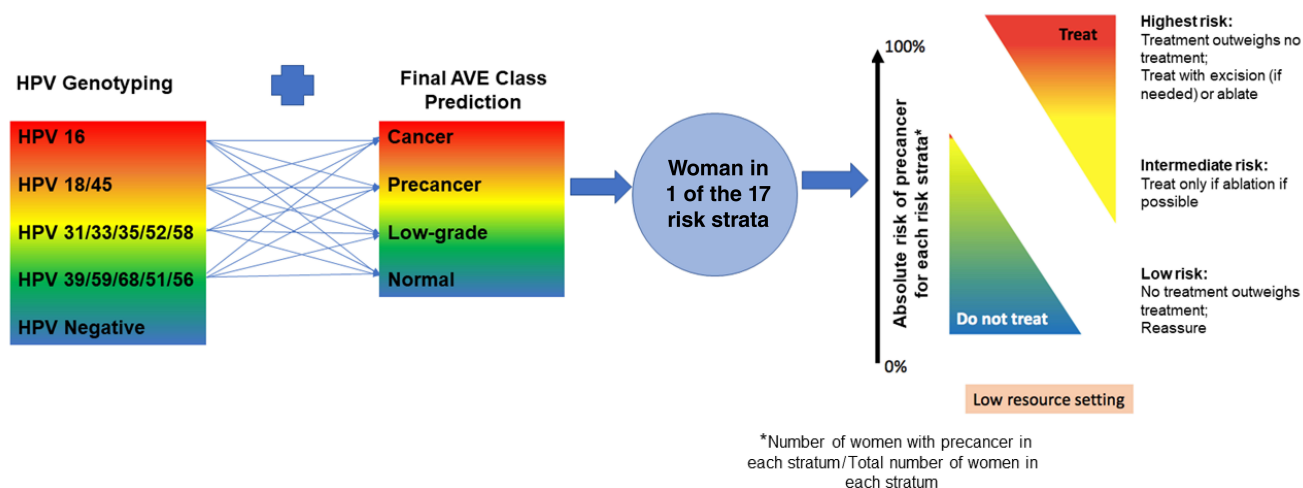 HPV Genotyping
HPV 16
HPV 18/45
HPV 31/33/35/52/58
HPV 39/59/68/51/56
HPV Negative
Final AVE Class
Prediction
Cancer
Precancer
Low-grade
Normal
Woman in
1 of the 17
risk strata
Absolute risk of precancer
for each risk strata*
100%
0%
Treat
Do not treat
Low resource setting
Highest risk:
Treatment outweighs no
treatment;
Treat with excision (if
needed) or ablate
Intermediate risk:
Treat only if ablation if
possible
Low risk:
No treatment outweighs
treatment;
Reassure
*Number of women with precancer in
each stratum/Total number of women in
each stratum